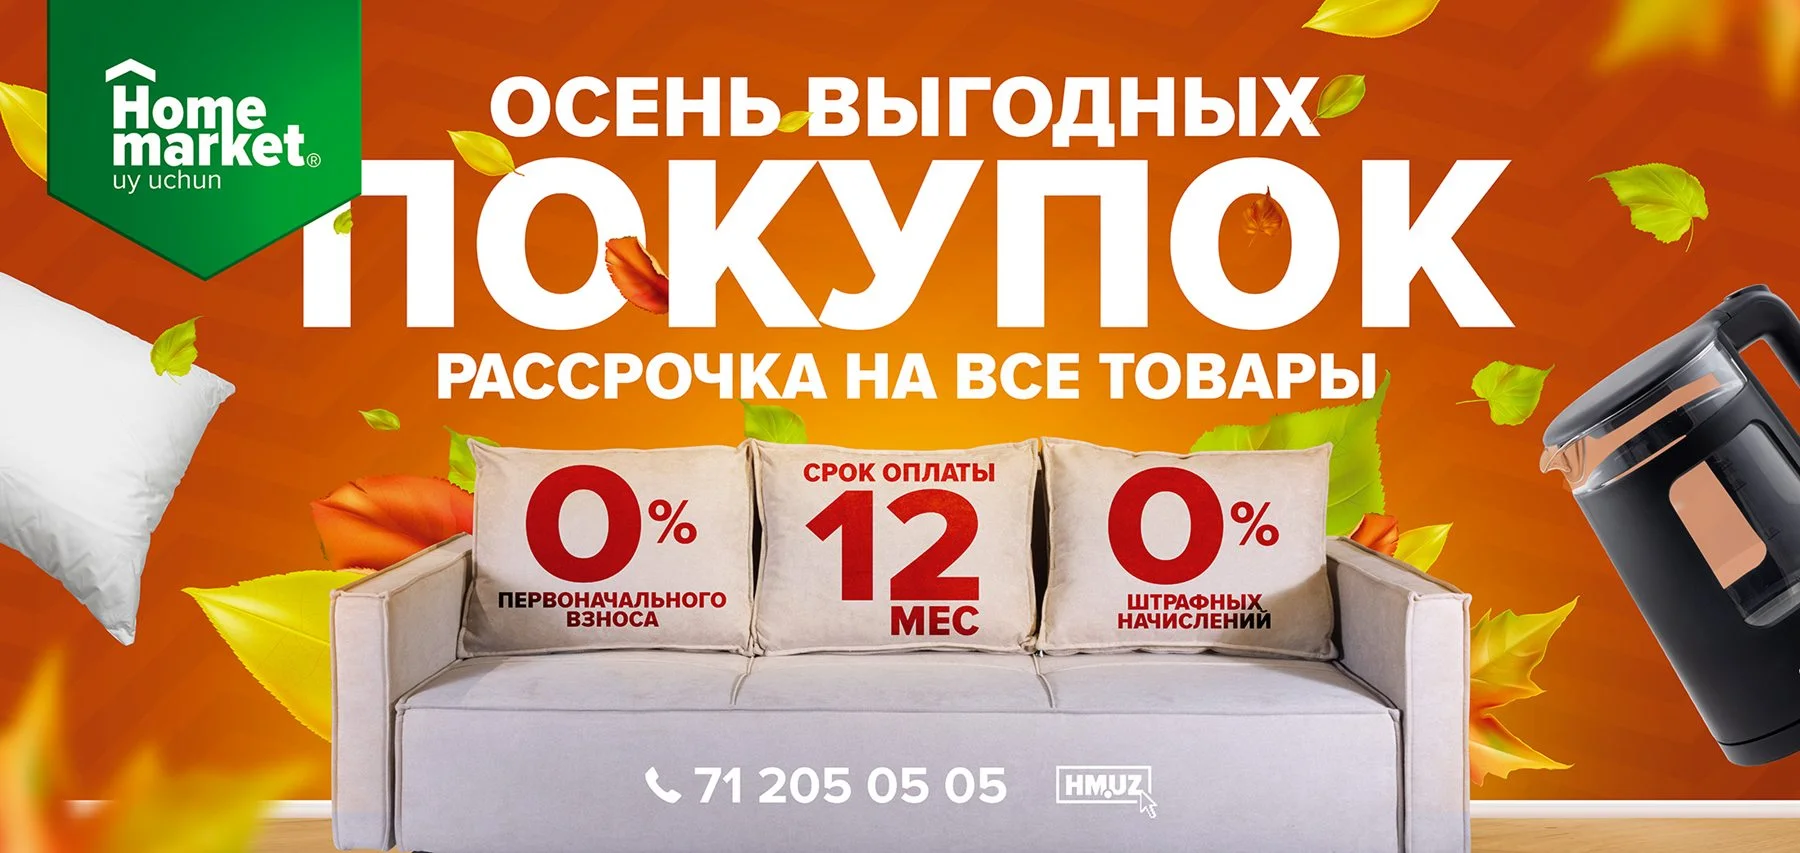 Home
market®
uy uchun
ОСЕНЬ ВЫГОДНЫХ
ПОКУПОК
РАССРОЧКА НА ВСЕ ТОВАРЫ
0%
ПЕРВОНАЧАЛЬНОГО
ВЗНОСА
СРОК ОПЛАТЫ
12
МЕС
0%
ШТРАФНЫХ
НАЧИСЛЕНИЙ
71 205 05 05
HM.UZ